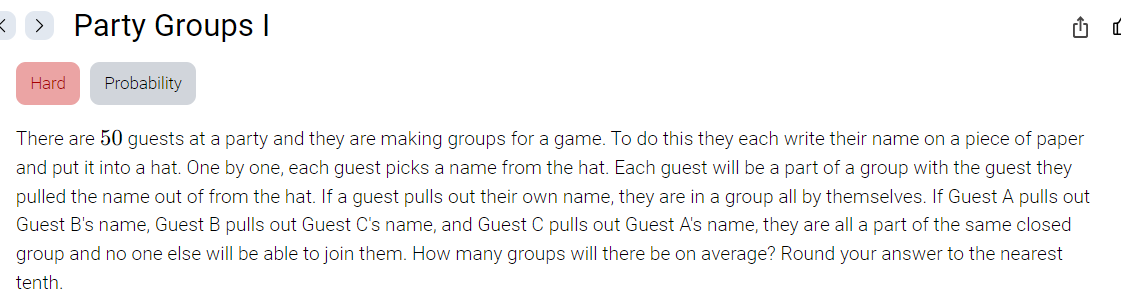 Party Groups I
Hard Probability
There are 50 guests at a party and they are making groups for a game. To do this they each write their name on a piece of paper
and put it into a hat. One by one, each guest picks a name from the hat. Each guest will be a part of a group with the guest they
pulled the name out of from the hat. If a guest pulls out their own name, they are in a group all by themselves. If Guest A pulls out
Guest B's name, Guest B pulls out Guest C's name, and Guest C pulls out Guest A's name, they are all a part of the same closed
group and no one else will be able to join them. How many groups will there be on average? Round your answer to the nearest
tenth.